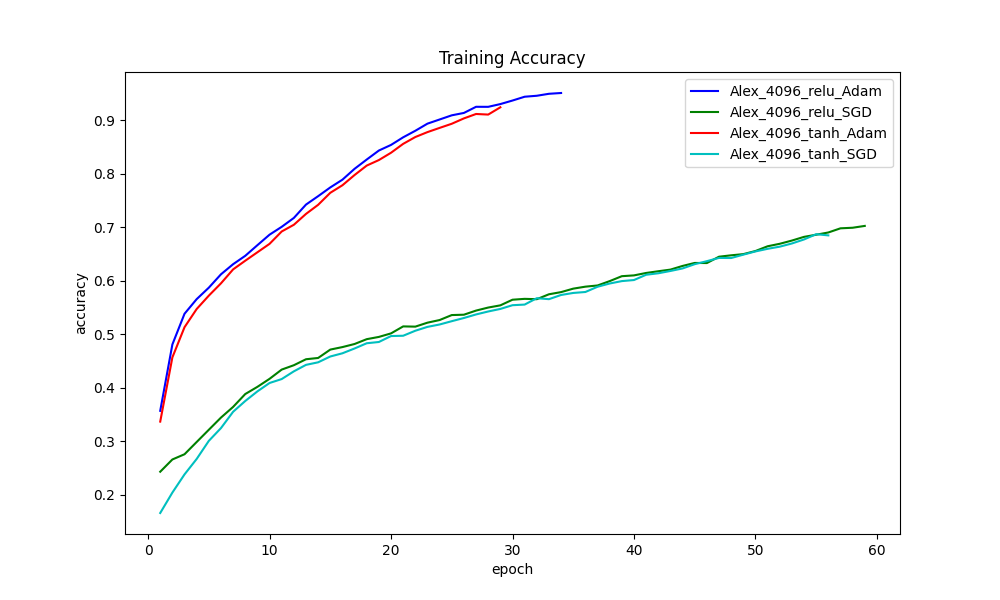 Training Accuracy
Alex_4096_relu_Adam
Alex_4096_relu_SGD
Alex_4096_tanh_Adam
Alex_4096_tanh_SGD
accuracy
0.9
0.8
0.7
0.6
0.5
0.4
0.3
0.2
0 10 20 30 40 50 60
epoch